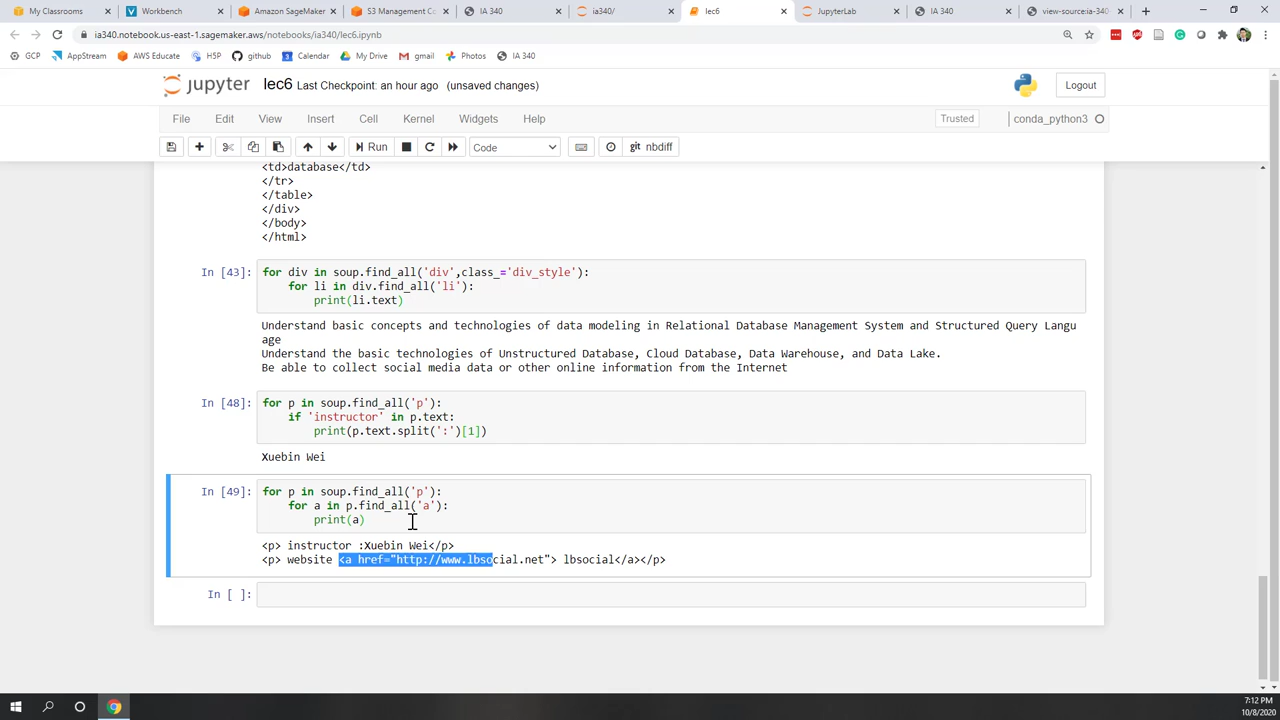 My Classrooms
Workbench
Amazon SageMaker
S3 Management Co
IA 340
ia340/
lec6
JupyterLab
IA 340
view-source:ia-340
ia340.notebook.us-east-1.sagemaker.aws/notebooks/ia340/lec6.ipynb
GCP
AppStream
AWS Educate
H5P
github
Calendar
My Drive
gmail
Photos
IA 340
jupyter lec6 Last Checkpoint: an hour ago (unsaved changes)
Logout
File Edit View Insert Cell Kernel Widgets Help
Trusted
conda_python3
Run
Code
git nbdiff
<td>database</td>
</tr>
</table>
</div>
</body>
</html>
In [43]: for div in soup.find_all('div',class_='div_style'):
for li in div.find_all('li'):
print(li.text)
Understand basic concepts and technologies of data modeling in Relational Database Management System and Structured Query Langu
age
Understand the basic technologies of Unstructured Database, Cloud Database, Data Warehouse, and Data Lake.
Be able to collect social media data or other online information from the Internet
In [48]: for p in soup.find_all('p'):
if 'instructor' in p.text:
print(p.text.split(':')[1])
Xuebin Wei
In [49]: for p in soup.find_all('p'):
for a in p.find_all('a'):
print(a)
<p> instructor :Xuebin Wei</p>
<p> website <a href="http://www.lbsocial.net"> lbsocial</a></p>
In [ ]:
7:12 PM
10/8/2020